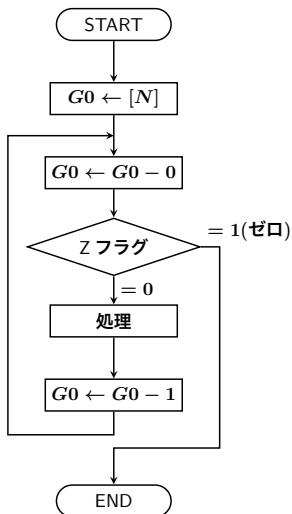 START
G0 ← [N]
G0 ← G0 − 0
Z フラグ
= 1(ゼロ)
= 0
処理
G0 ← G0 − 1
END